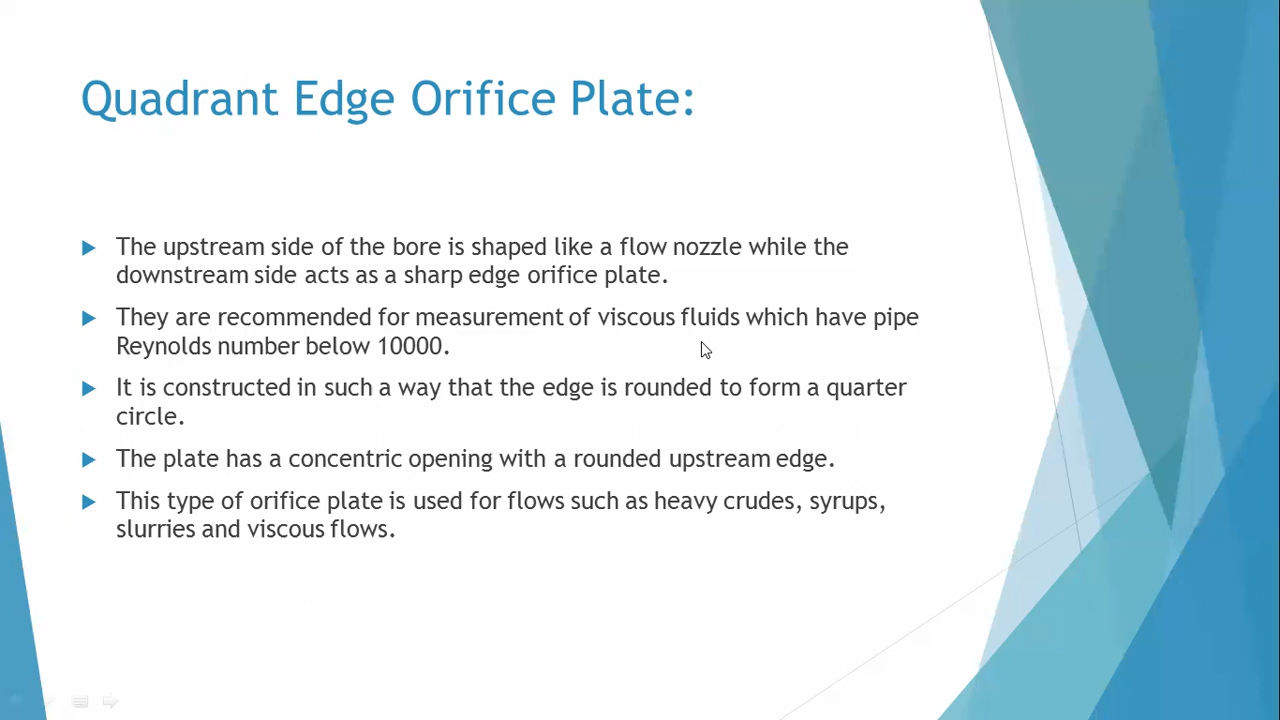 Quadrant Edge Orifice Plate:
The upstream side of the bore is shaped like a flow nozzle while the
downstream side acts as a sharp edge orifice plate.
They are recommended for measurement of viscous fluids which have pipe
Reynolds number below 10000.
It is constructed in such a way that the edge is rounded to form a quarter
circle.
The plate has a concentric opening with a rounded upstream edge.
This type of orifice plate is used for flows such as heavy crudes, syrups,
slurries and viscous flows.